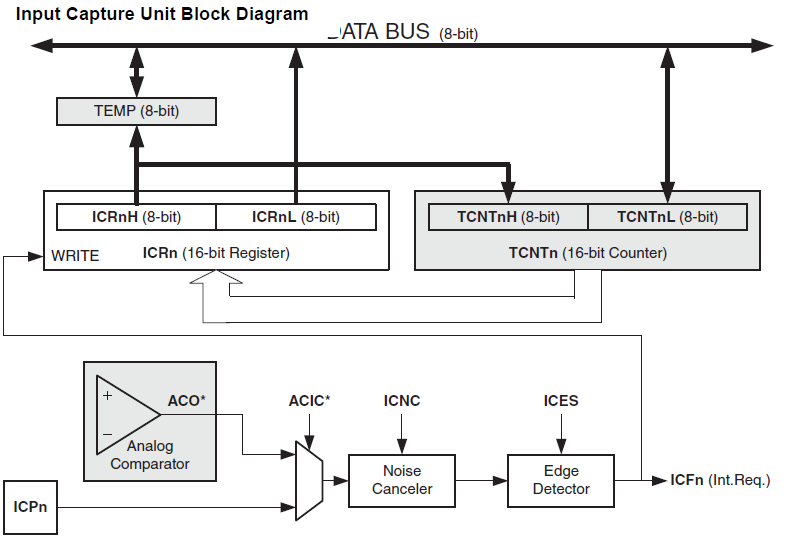 Input Capture Unit Block Diagram
DATA BUS (8-bit)
TEMP (8-bit)
ICRnH (8-bit)
ICRnL (8-bit)
TCNTnH (8-bit)
TCNTnL (8-bit)
WRITE
ICRn (16-bit Register)
TCNTn (16-bit Counter)
+
ACO*
−
Analog
Comparator
ACIC*
ICNC
ICES
Noise
Canceler
Edge
Detector
ICFn (Int.Req.)
ICPn